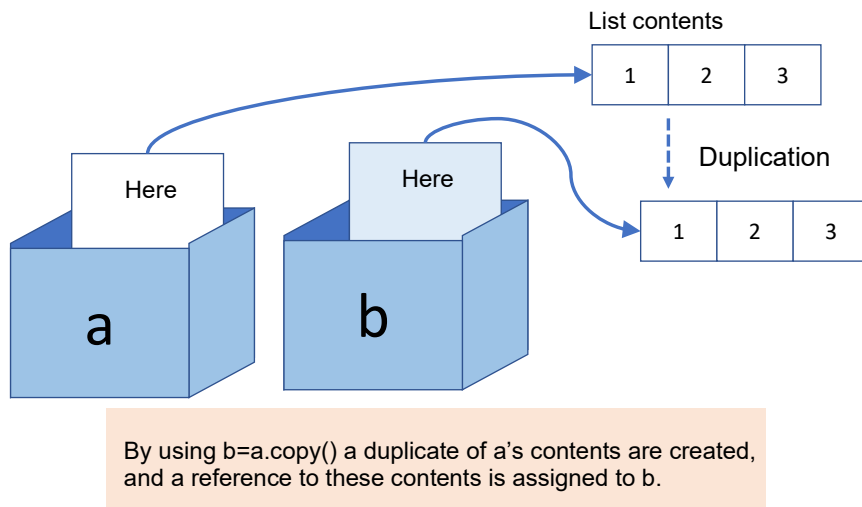 List contents
1 2 3
Duplication
Here
Here
1 2 3
a
b
By using b=a.copy() a duplicate of a's contents are created,
and a reference to these contents is assigned to b.